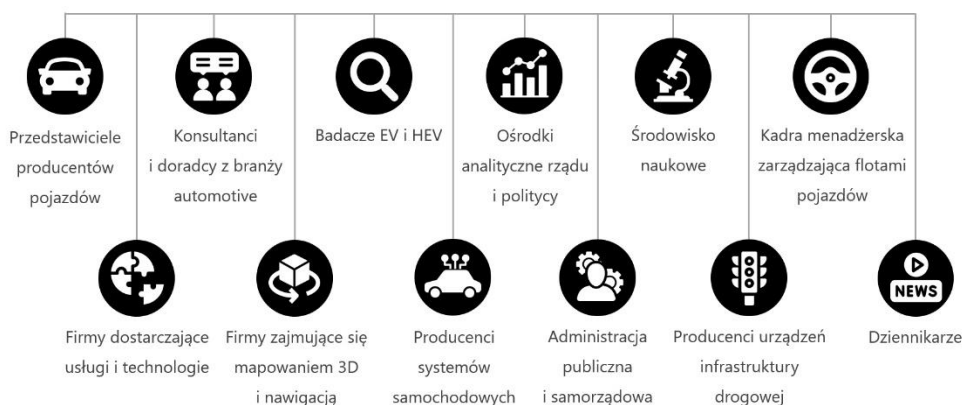 Przedstawiciele
producentów
pojazdów
Konsultanci
i doradcy z branży
automotive
Badacze EV i HEV
Ośrodki
analityczne rządu
i politycy
Środowisko
naukowe
Kadra menadżerska
zarządzająca flotami
pojazdów
Firmy dostarczające
usługi i technologie
Firmy zajmujące się
mapowaniem 3D
i nawigacją
Producenci
systemów
samochodowych
Administracja
publiczna
i samorządowa
Producenci urządzeń
infrastruktury
drogowej
NEWS
Dziennikarze